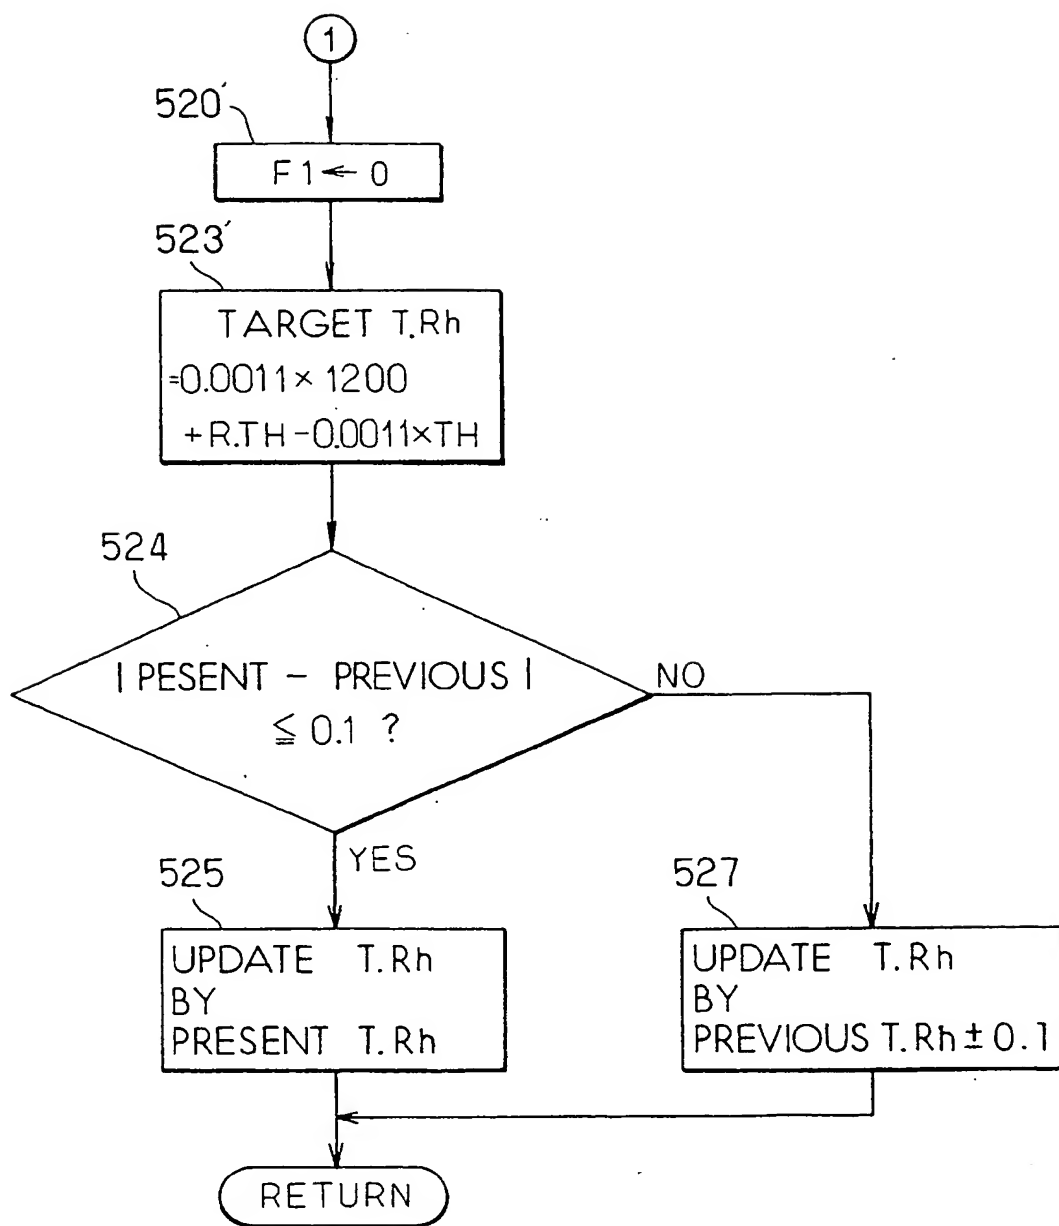 1
520'
F1 ← 0
523'
TARGET T.Rh
=0.0011 × 1200
+R.TH-0.0011×TH
524
| PESENT - PREVIOUS |
≦ 0.1 ?
NO
YES
525
UPDATE T.Rh
BY
PRESENT T.Rh
527
UPDATE T.Rh
BY
PREVIOUS T.Rh ± 0.1
RETURN